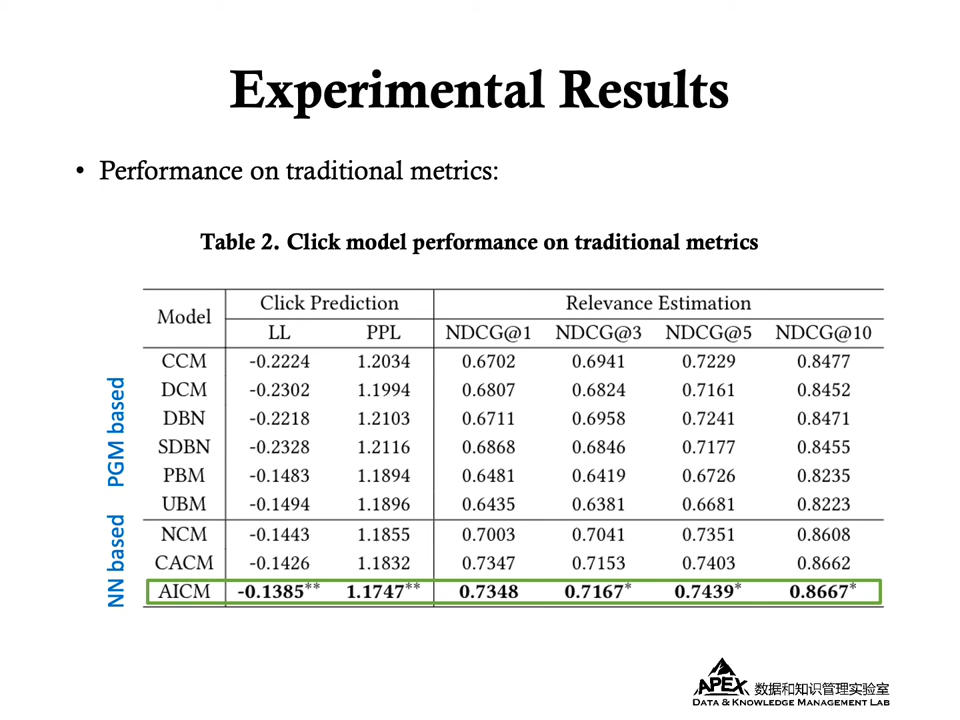 Experimental Results
• Performance on traditional metrics:
Table 2. Click model performance on traditional metrics
Model Click Prediction Relevance Estimation
LL PPL NDCG@1 NDCG@3 NDCG@5 NDCG@10
PGM based
CCM -0.2224 1.2034 0.6702 0.6941 0.7229 0.8477
DCM -0.2302 1.1994 0.6807 0.6824 0.7161 0.8452
DBN -0.2218 1.2103 0.6711 0.6958 0.7241 0.8471
SDBN -0.2328 1.2116 0.6868 0.6846 0.7177 0.8455
PBM -0.1483 1.1894 0.6481 0.6419 0.6726 0.8235
UBM -0.1494 1.1896 0.6435 0.6381 0.6681 0.8223
NN based
NCM -0.1443 1.1855 0.7003 0.7041 0.7351 0.8608
CACM -0.1426 1.1832 0.7347 0.7153 0.7403 0.8662
AICM -0.1385** 1.1747** 0.7348 0.7167* 0.7439* 0.8667*
APEX 数据和知识管理实验室
DATA & KNOWLEDGE MANAGEMENT LAB